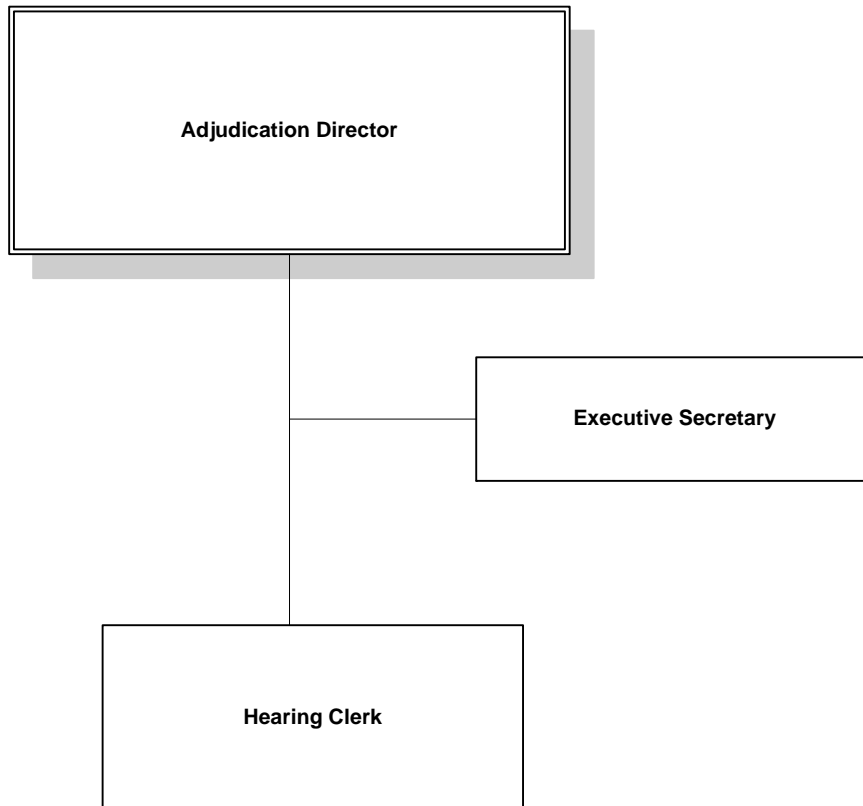 Adjudication Director
Executive Secretary
Hearing Clerk